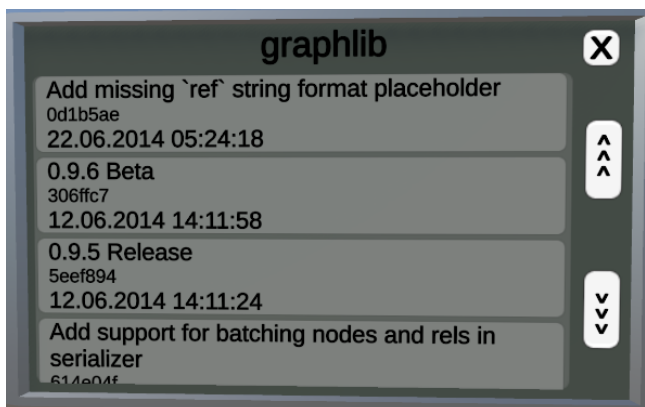 graphlib
X
Add missing `ref` string format placeholder
0d1b5ae
22.06.2014 05:24:18
0.9.6 Beta
306ffc7
12.06.2014 14:11:58
0.9.5 Release
5eef894
12.06.2014 14:11:24
Add support for batching nodes and rels in
serializer
614e04f